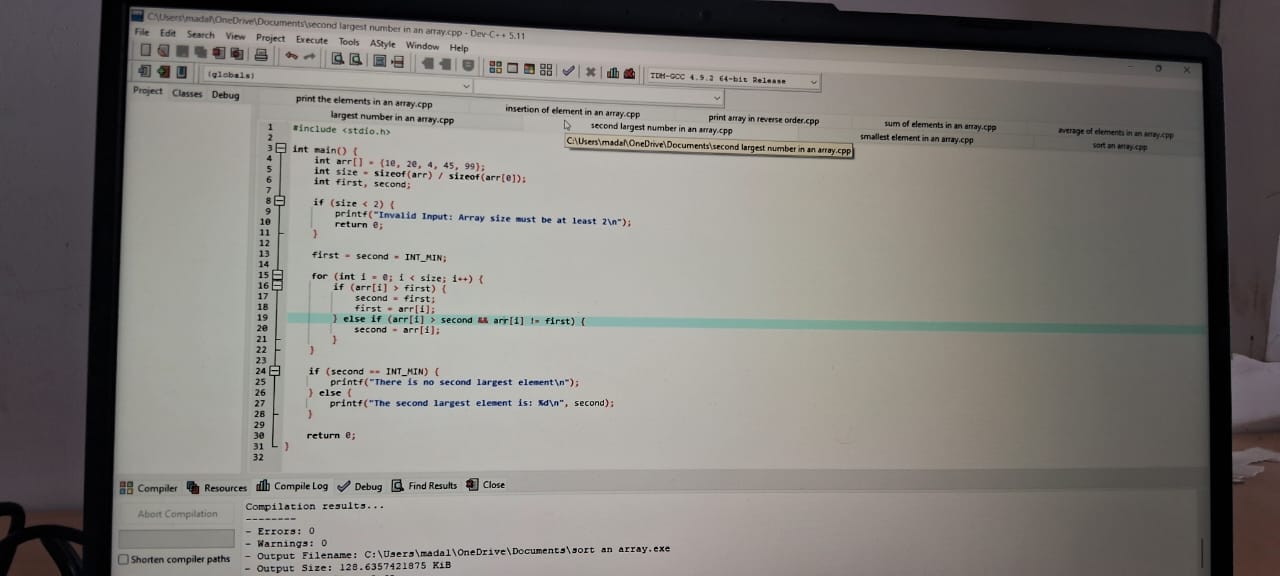 C:\Users\madal\OneDrive\Documents\second largest number in an array.cpp - Dev-C++ 5.11
File Edit Search View Project Execute Tools AStyle Window Help
TDM-GCC 4.9.2 64-bit Release
(globals)
Project Classes Debug
print the elements in an array.cpp insertion of element in an array.cpp print array in reverse order.cpp sum of elements in an array.cpp average of elements in an array.cpp
largest number in an array.cpp second largest number in an array.cpp smallest element in an array.cpp sort an array.cpp
C:\Users\madal\OneDrive\Documents\second largest number in an array.cpp
1 #include <stdio.h>
2
3 int main() {
4 int arr[] = {10, 20, 4, 45, 99};
5 int size = sizeof(arr) / sizeof(arr[0]);
6 int first, second;
7
8 if (size < 2) {
9 printf("Invalid Input: Array size must be at least 2\n");
10 return 0;
11 }
12
13 first = second = INT_MIN;
14
15 for (int i = 0; i < size; i++) {
16 if (arr[i] > first) {
17 second = first;
18 first = arr[i];
19 } else if (arr[i] > second && arr[i] != first) {
20 second = arr[i];
21 }
22 }
23
24 if (second == INT_MIN) {
25 printf("There is no second largest element\n");
26 } else {
27 printf("The second largest element is: %d\n", second);
28 }
29
30 return 0;
31 }
32
Compiler Resources Compile Log Debug Find Results Close
Abort Compilation
Shorten compiler paths
Compilation results...
--------
- Errors: 0
- Warnings: 0
- Output Filename: C:\Users\madal\OneDrive\Documents\sort an array.exe
- Output Size: 128.6357421875 KiB